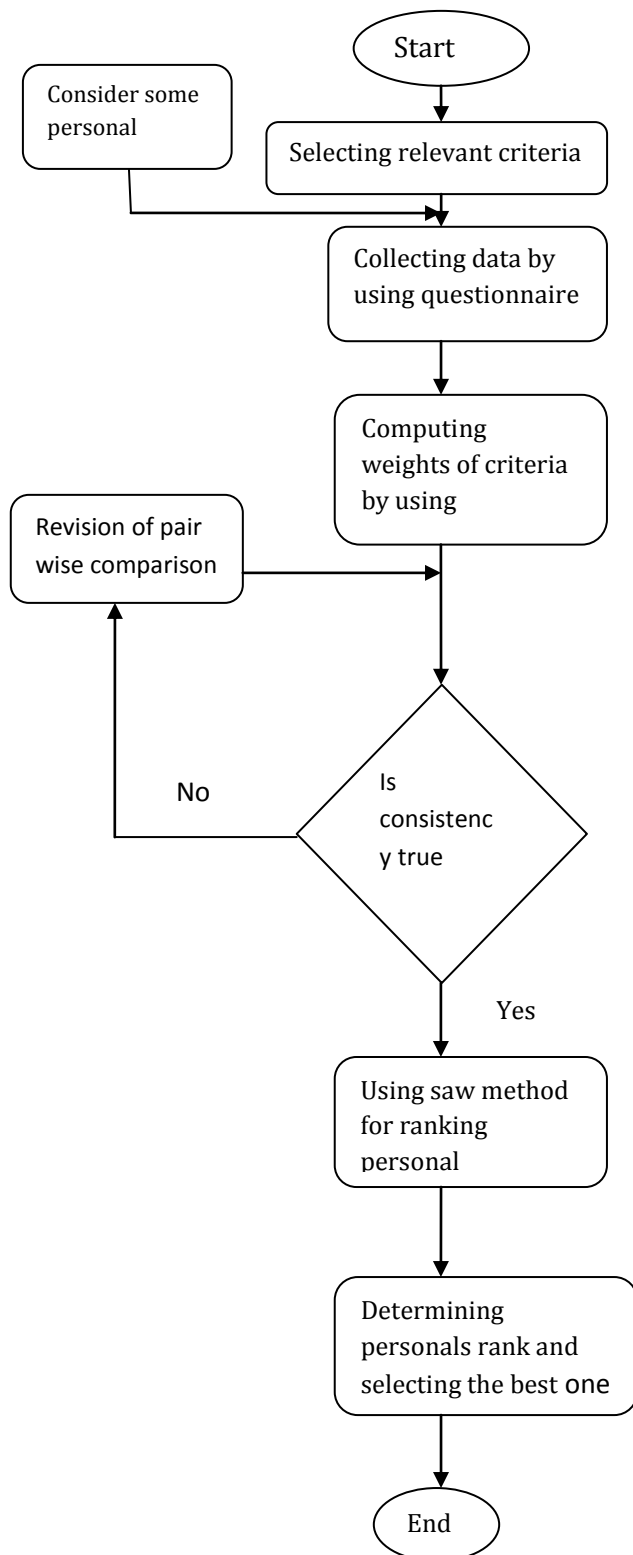 Start
Consider some
personal
Selecting relevant criteria
Collecting data by
using questionnaire
Computing
weights of criteria
by using
Revision of pair
wise comparison
Is
consistenc
y true
No
Yes
Using saw method
for ranking
personal
Determining
personals rank and
selecting the best one
End